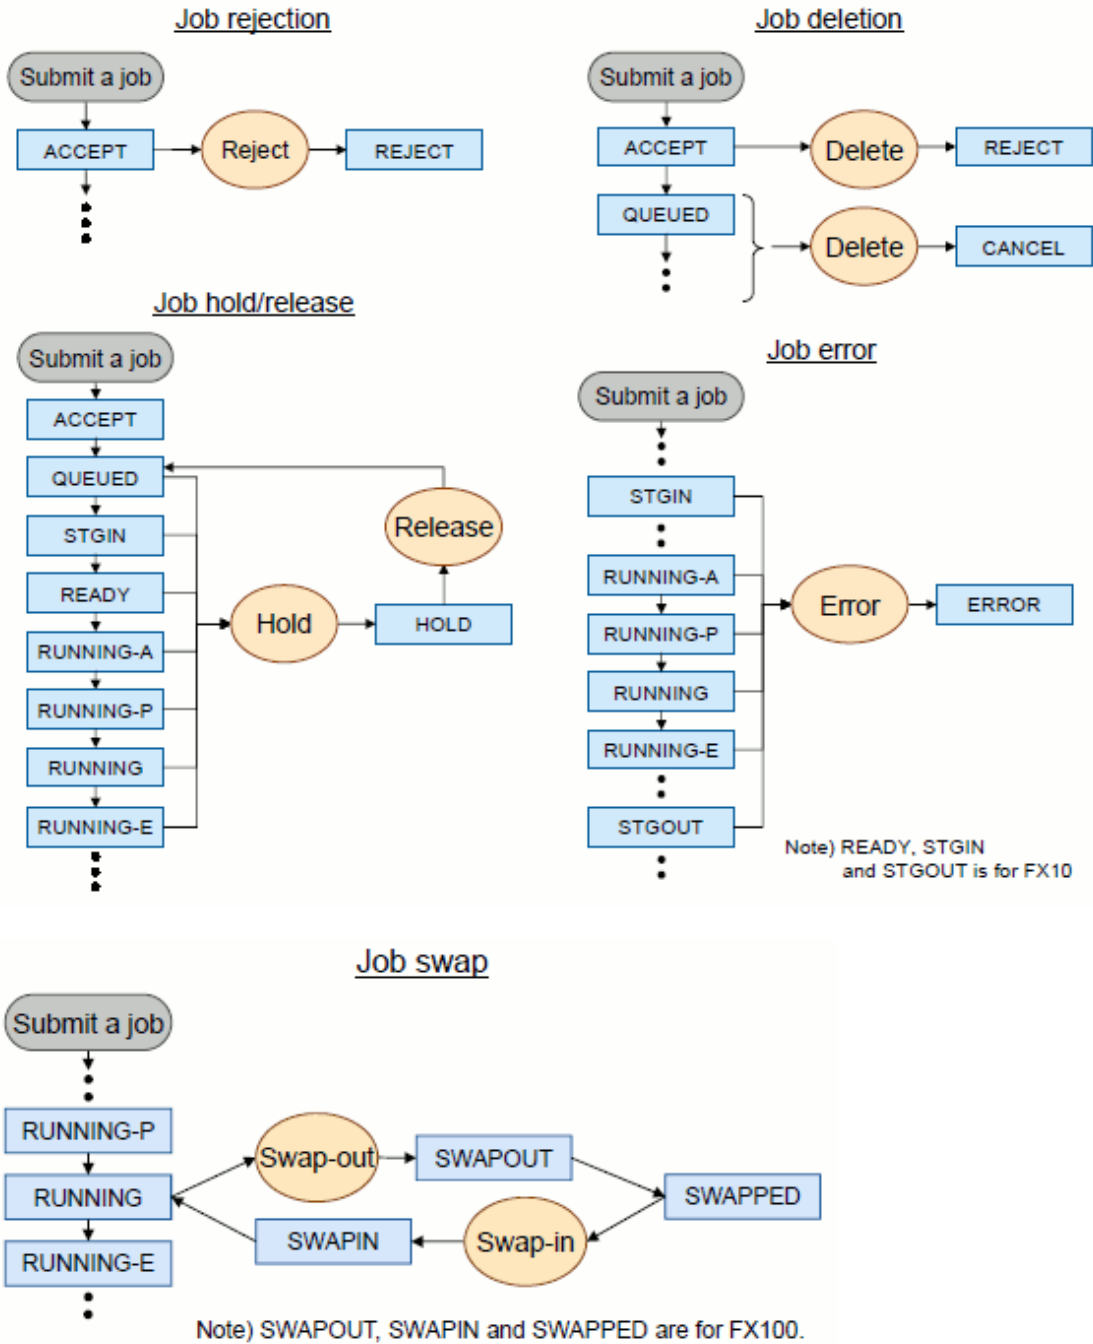 Job rejection
Submit a job
ACCEPT
Reject
REJECT
Job deletion
Submit a job
ACCEPT
Delete
REJECT
QUEUED
Delete
CANCEL
Job hold/release
Submit a job
ACCEPT
QUEUED
STGIN
READY
RUNNING-A
RUNNING-P
RUNNING
RUNNING-E
Hold
HOLD
Release
Job error
Submit a job
STGIN
RUNNING-A
RUNNING-P
RUNNING
RUNNING-E
STGOUT
Error
ERROR
Note) READY, STGIN
and STGOUT is for FX10
Job swap
Submit a job
RUNNING-P
RUNNING
RUNNING-E
Swap-out
SWAPOUT
SWAPPED
Swap-in
SWAPIN
Note) SWAPOUT, SWAPIN and SWAPPED are for FX100.